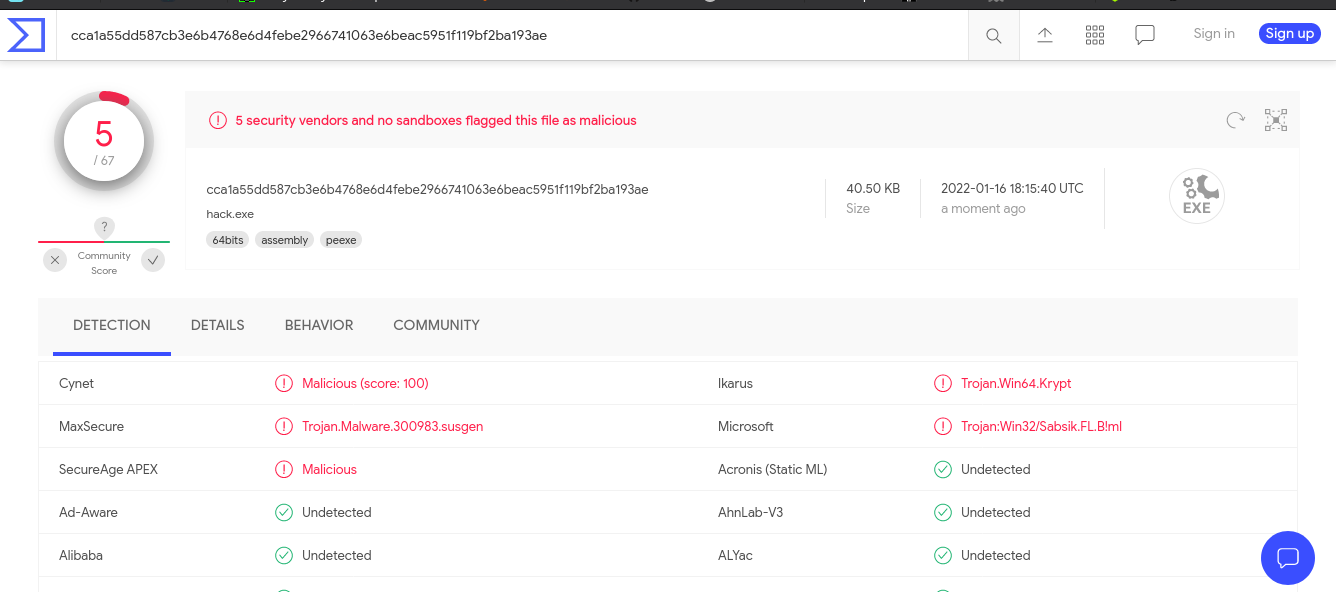 cca1a55dd587cb3e6b4768e6d4febe2966741063e6beac5951f119bf2ba193ae
Sign in
Sign up
5
/ 67
?
Community
Score
5 security vendors and no sandboxes flagged this file as malicious
cca1a55dd587cb3e6b4768e6d4febe2966741063e6beac5951f119bf2ba193ae
hack.exe
64bits assembly peexe
40.50 KB
Size
2022-01-16 18:15:40 UTC
a moment ago
EXE
DETECTION DETAILS BEHAVIOR COMMUNITY
Cynet Malicious (score: 100) Ikarus Trojan.Win64.Krypt
MaxSecure Trojan.Malware.300983.susgen Microsoft Trojan:Win32/Sabsik.FL.B!ml
SecureAge APEX Malicious Acronis (Static ML) Undetected
Ad-Aware Undetected AhnLab-V3 Undetected
Alibaba Undetected ALYac Undetected